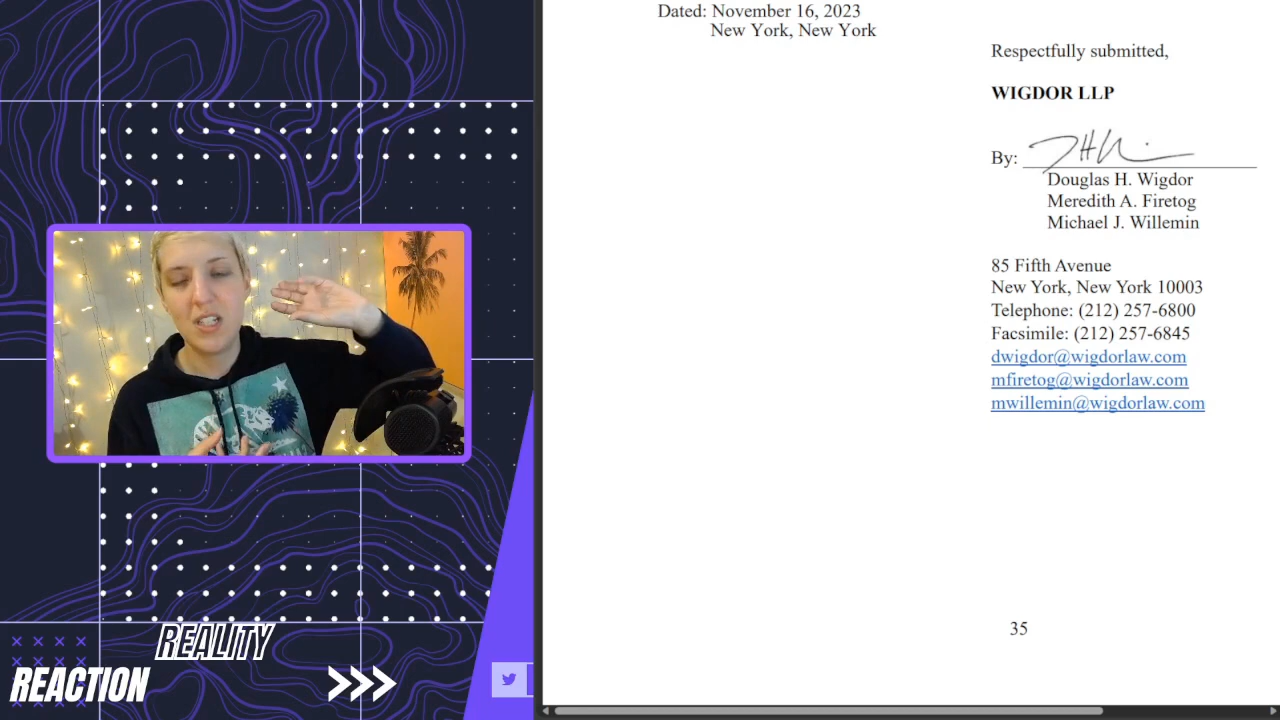 Dated: November 16, 2023
New York, New York
Respectfully submitted,
WIGDOR LLP
By:
Douglas H. Wigdor
Meredith A. Firetog
Michael J. Willemin
85 Fifth Avenue
New York, New York 10003
Telephone: (212) 257-6800
Facsimile: (212) 257-6845
dwigdor@wigdorlaw.com
mfiretog@wigdorlaw.com
mwillemin@wigdorlaw.com
35
REALITY
REACTION